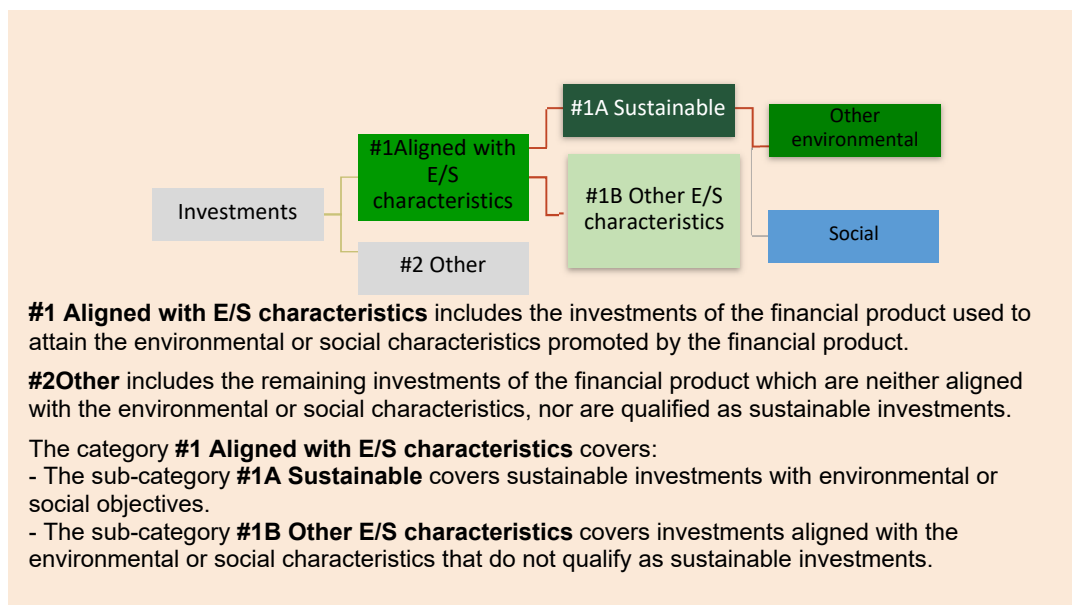 #1A Sustainable
Other
environmental
#1Aligned with
E/S
characteristics
#1B Other E/S
characteristics
Investments
Social
#2 Other
#1 Aligned with E/S characteristics includes the investments of the financial product used to
attain the environmental or social characteristics promoted by the financial product.
#2Other includes the remaining investments of the financial product which are neither aligned
with the environmental or social characteristics, nor are qualified as sustainable investments.
The category #1 Aligned with E/S characteristics covers:
- The sub-category #1A Sustainable covers sustainable investments with environmental or
social objectives.
- The sub-category #1B Other E/S characteristics covers investments aligned with the
environmental or social characteristics that do not qualify as sustainable investments.